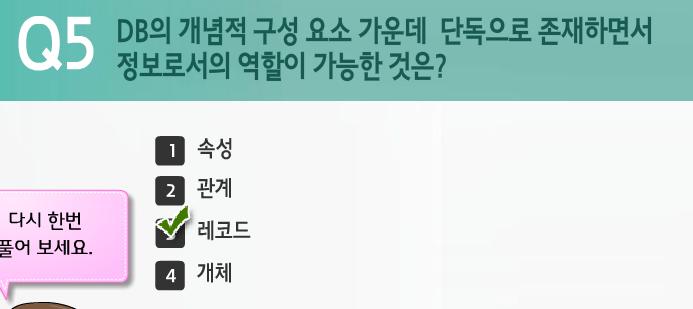 Q5
DB의 개념적 구성 요소 가운데 단독으로 존재하면서
정보로서의 역할이 가능한 것은?
1 속성
2 관계
레코드
4 개체
다시 한번
풀어 보세요.